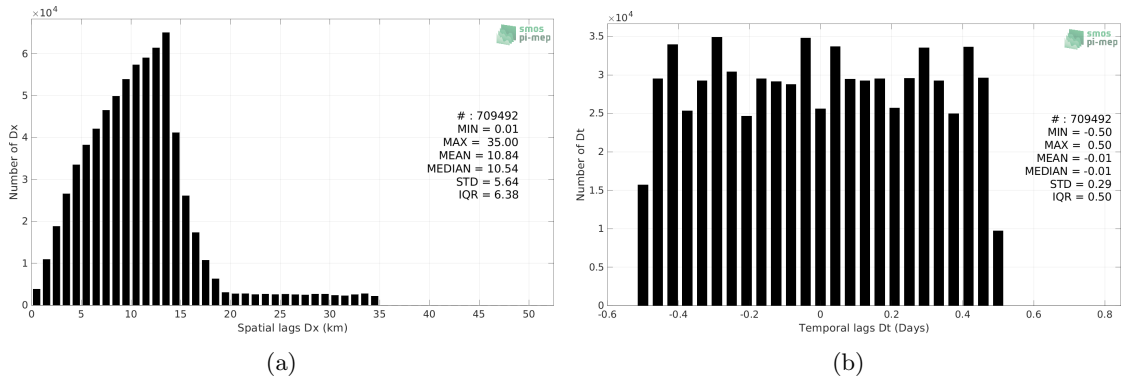 ×10⁴
smos
pi-mep
6
5
4
3
2
1
0
Number of Dx
# : 709492
MIN = 0.01
MAX = 35.00
MEAN = 10.84
MEDIAN = 10.54
STD = 5.64
IQR = 6.38
0 5 10 15 20 25 30 35 40 45 50
Spatial lags Dx (km)
(a)
×10⁴
smos
pi-mep
3.5
3
2.5
2
1.5
1
0.5
0
Number of Dt
# : 709492
MIN = -0.50
MAX = 0.50
MEAN = -0.01
MEDIAN = -0.01
STD = 0.29
IQR = 0.50
-0.6 -0.4 -0.2 0 0.2 0.4 0.6 0.8
Temporal lags Dt (Days)
(b)